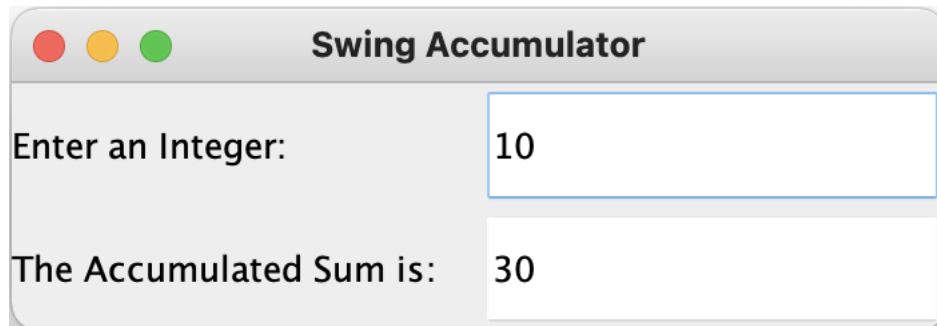 Swing Accumulator
Enter an Integer: 10
The Accumulated Sum is: 30